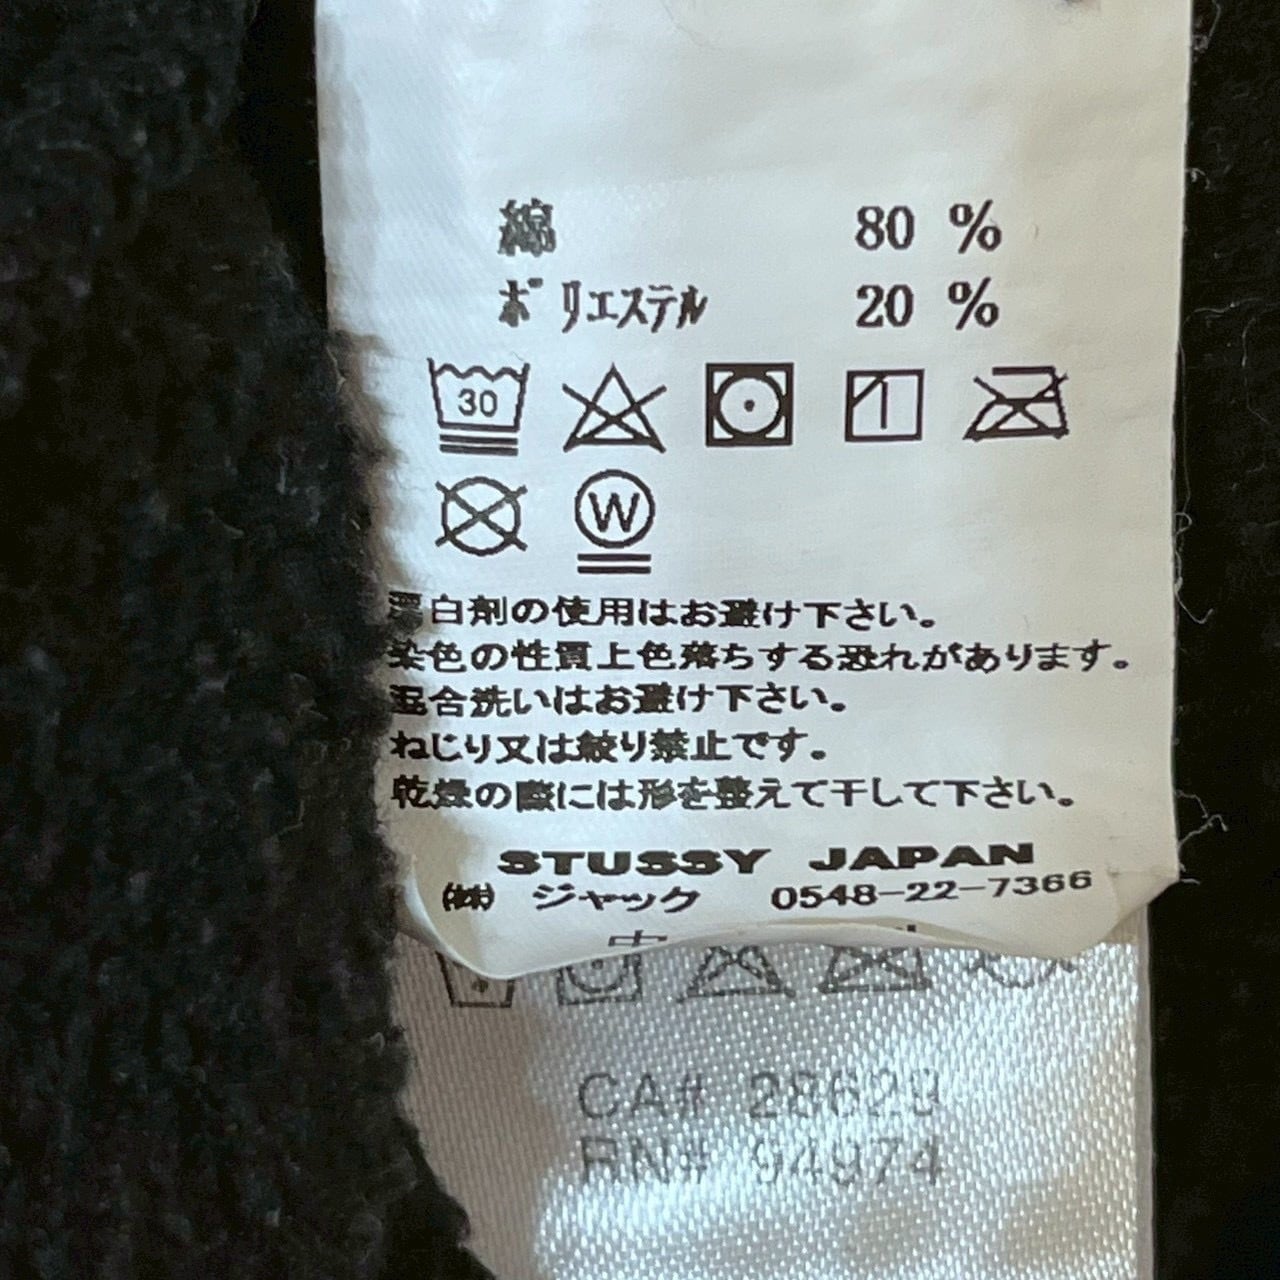 綿 80 %
ポリエステル 20 %
30
W
漂白剤の使用はお避け下さい。
染色の性質上色落ちする恐れがあります。
混合洗いはお避け下さい。
ねじり又は絞り禁止です。
乾燥の際には形を整えて干して下さい。
STUSSY JAPAN
㈱ ジャック 0548-22-7366
CA# 28629
RN# 94974